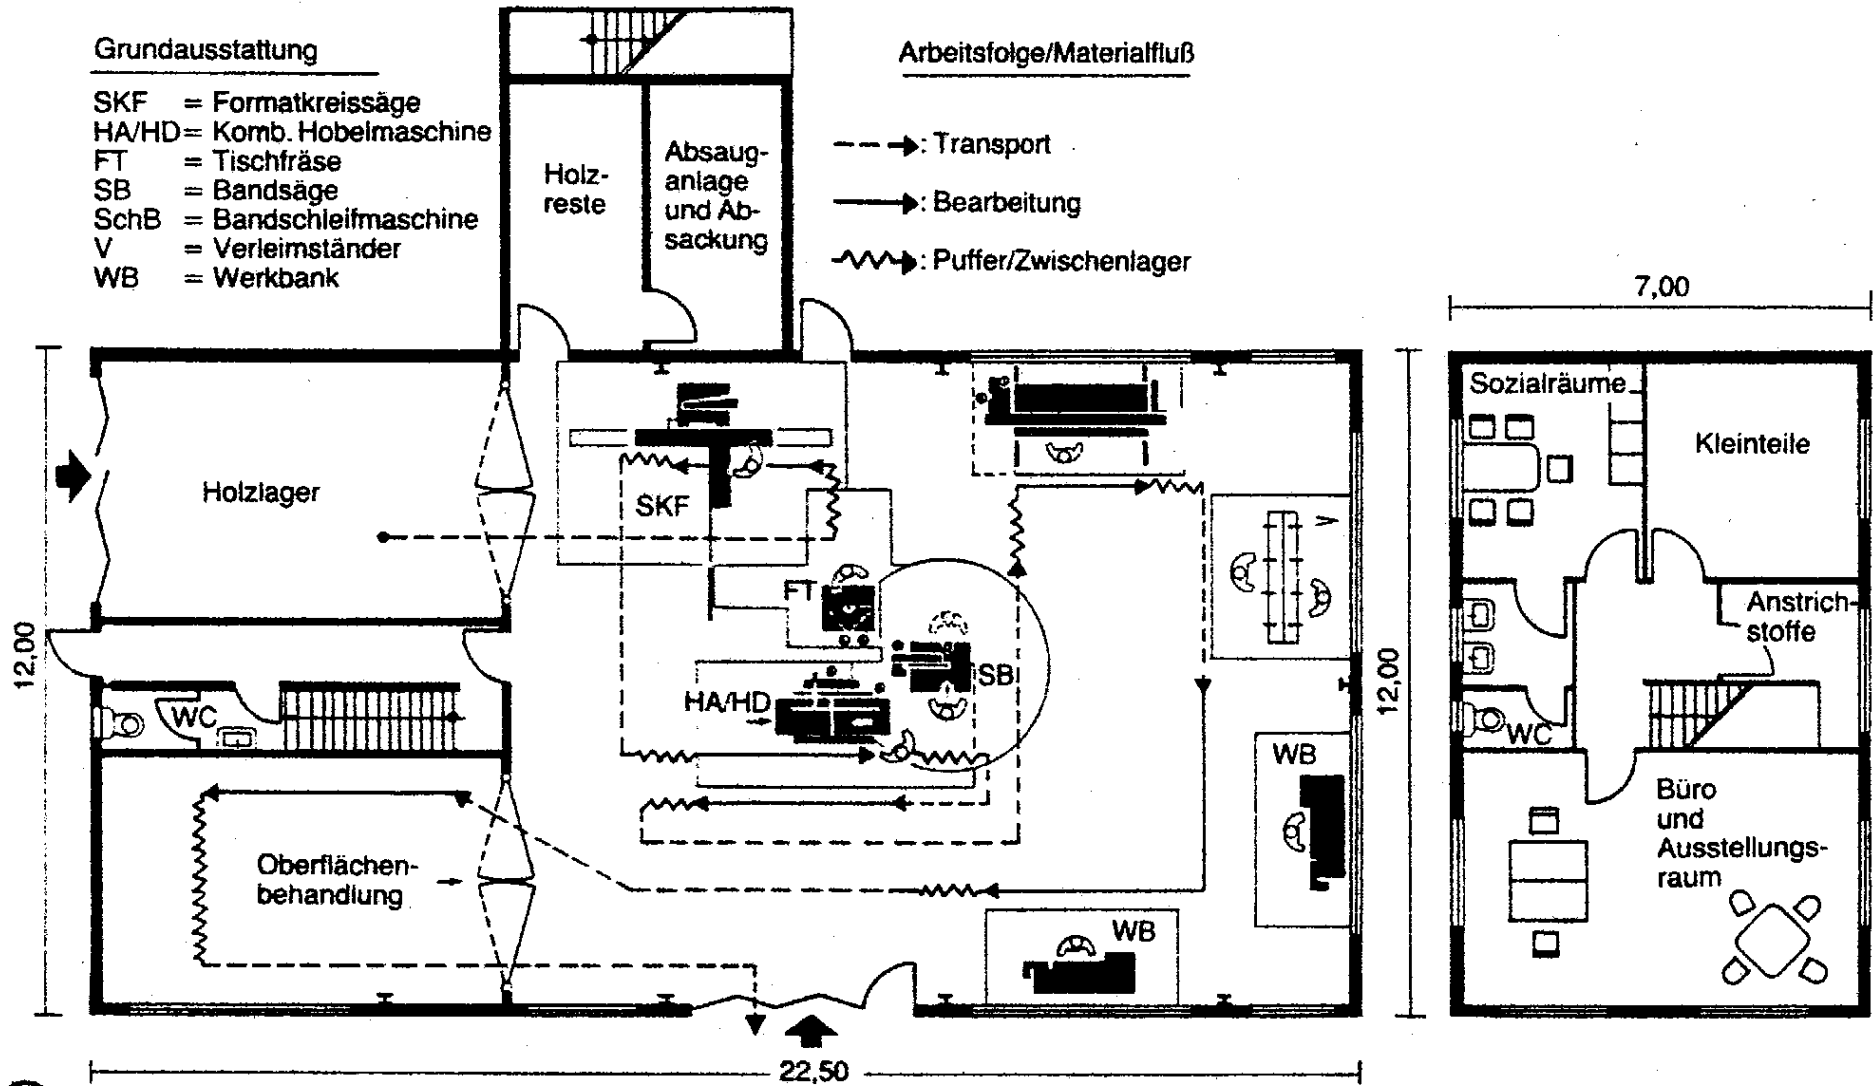 Grundausstattung
SKF = Formatkreissäge
HA/HD = Komb. Hobelmaschine
FT = Tischfräse
SB = Bandsäge
SchB = Bandschleifmaschine
V = Verleimständer
WB = Werkbank
Arbeitsfolge/Materialfluß
: Transport
: Bearbeitung
: Puffer/Zwischenlager
Holz-
reste
Absaug-
anlage
und Ab-
sackung
Holzlager
SKF
FT
SB
HA/HD
V
WB
WB
WC
Oberflächen-
behandlung
12,00
12,00
22,50
7,00
Sozialräume
Kleinteile
Anstrich-
stoffe
WC
Büro
und
Ausstellungs-
raum